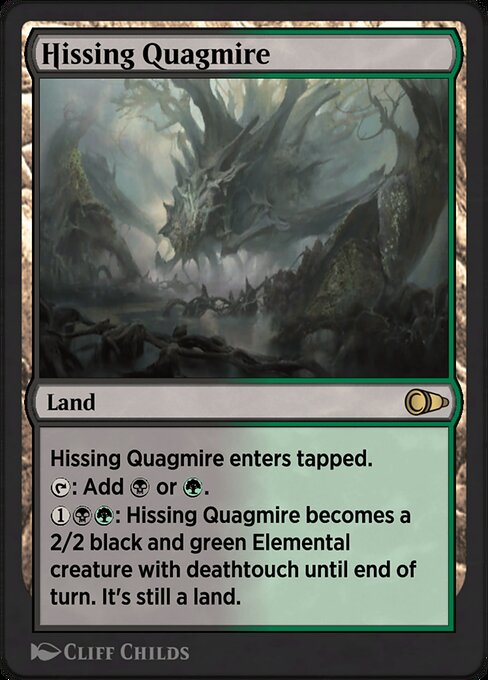 Hissing Quagmire
Land
Hissing Quagmire enters tapped.
: Add or .
1: Hissing Quagmire becomes a
2/2 black and green Elemental
creature with deathtouch until end of
turn. It's still a land.
CLIFF CHILDS